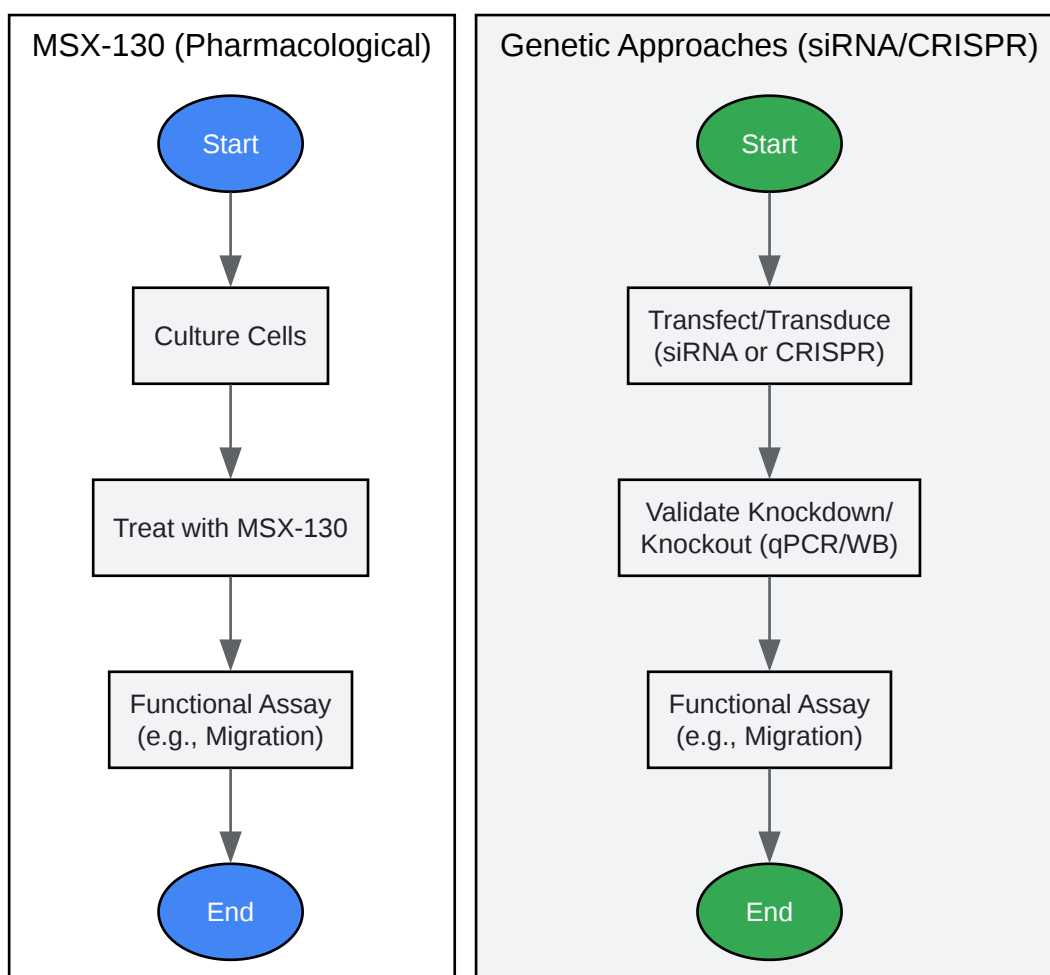 MSX-130 (Pharmacological)
Start
Culture Cells
Treat with MSX-130
Functional Assay
(e.g., Migration)
End
Genetic Approaches (siRNA/CRISPR)
Start
Transfect/Transduce
(siRNA or CRISPR)
Validate Knockdown/
Knockout (qPCR/WB)
Functional Assay
(e.g., Migration)
End